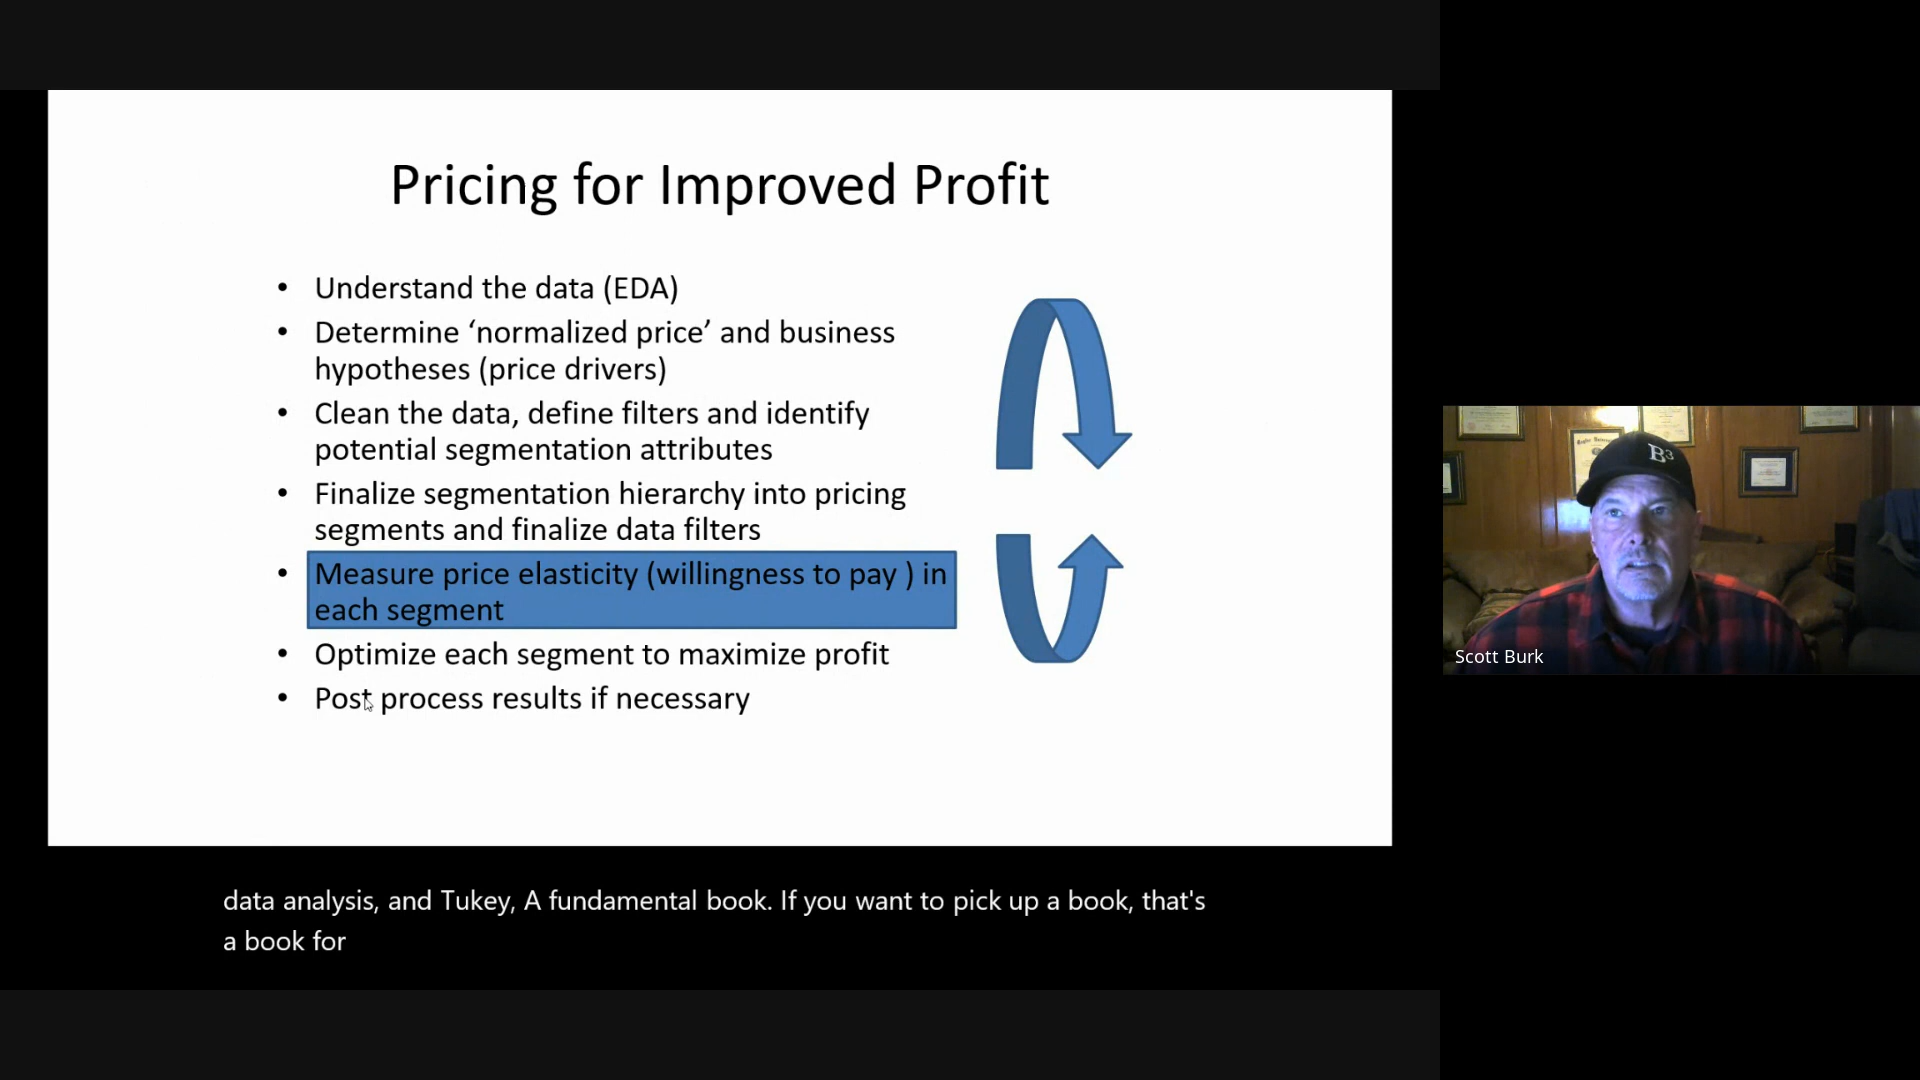 Pricing for Improved Profit
• Understand the data (EDA)
• Determine ‘normalized price’ and business
hypotheses (price drivers)
• Clean the data, define filters and identify
potential segmentation attributes
• Finalize segmentation hierarchy into pricing
segments and finalize data filters
• Measure price elasticity (willingness to pay ) in
each segment
• Optimize each segment to maximize profit
• Post process results if necessary
B3
Scott Burk
data analysis, and Tukey, A fundamental book. If you want to pick up a book, that's
a book for